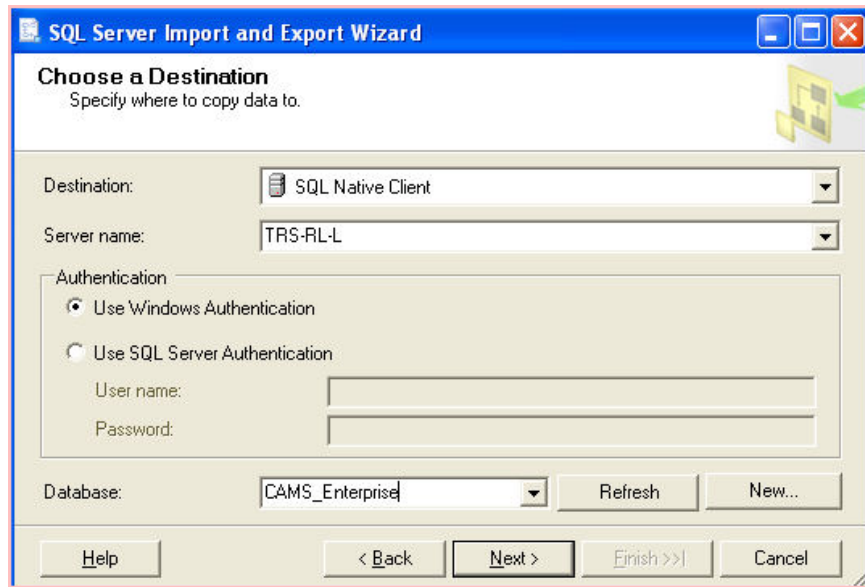 SQL Server Import and Export Wizard
Choose a Destination
Specify where to copy data to.
Destination: SQL Native Client
Server name: TRS-RL-L
Authentication
Use Windows Authentication
Use SQL Server Authentication
User name:
Password:
Database: CAMS_Enterprise Refresh New...
Help < Back Next > Finish >>| Cancel